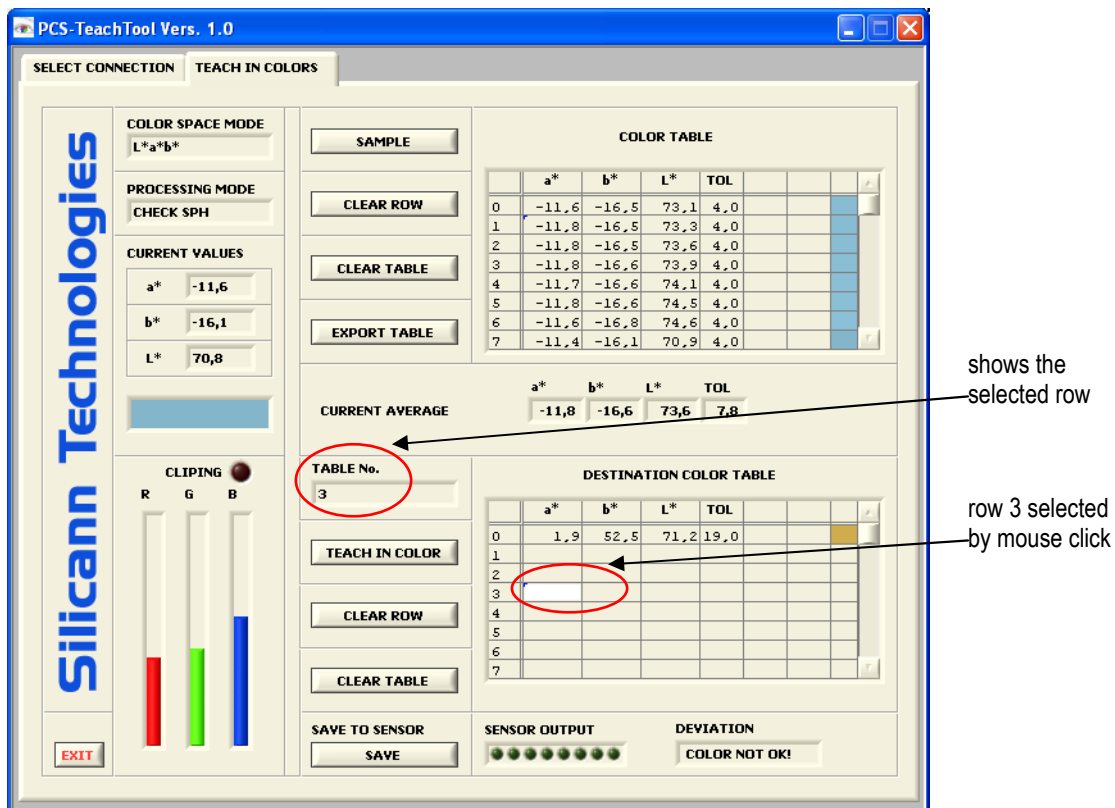 PCS-TeachTool Vers. 1.0
SELECT CONNECTION
TEACH IN COLORS
Silicann Technologies
COLOR SPACE MODE
L*a*b*
PROCESSING MODE
CHECK SPH
CURRENT VALUES
a* -11,6
b* -16,1
L* 70,8
CLIPING
R G B
EXIT
SAMPLE
CLEAR ROW
CLEAR TABLE
EXPORT TABLE
COLOR TABLE
a* b* L* TOL
0 -11,6 -16,5 73,1 4,0
1 -11,8 -16,5 73,3 4,0
2 -11,8 -16,5 73,6 4,0
3 -11,8 -16,6 73,9 4,0
4 -11,7 -16,6 74,1 4,0
5 -11,8 -16,6 74,5 4,0
6 -11,6 -16,8 74,6 4,0
7 -11,4 -16,1 70,9 4,0
a* b* L* TOL
CURRENT AVERAGE -11,8 -16,6 73,6 7,8
TABLE No.
3
TEACH IN COLOR
CLEAR ROW
CLEAR TABLE
SAVE TO SENSOR
SAVE
DESTINATION COLOR TABLE
a* b* L* TOL
0 1,9 52,5 71,2 19,0
1
2
3
4
5
6
7
SENSOR OUTPUT
DEVIATION
COLOR NOT OK!
shows the
selected row
row 3 selected
by mouse click